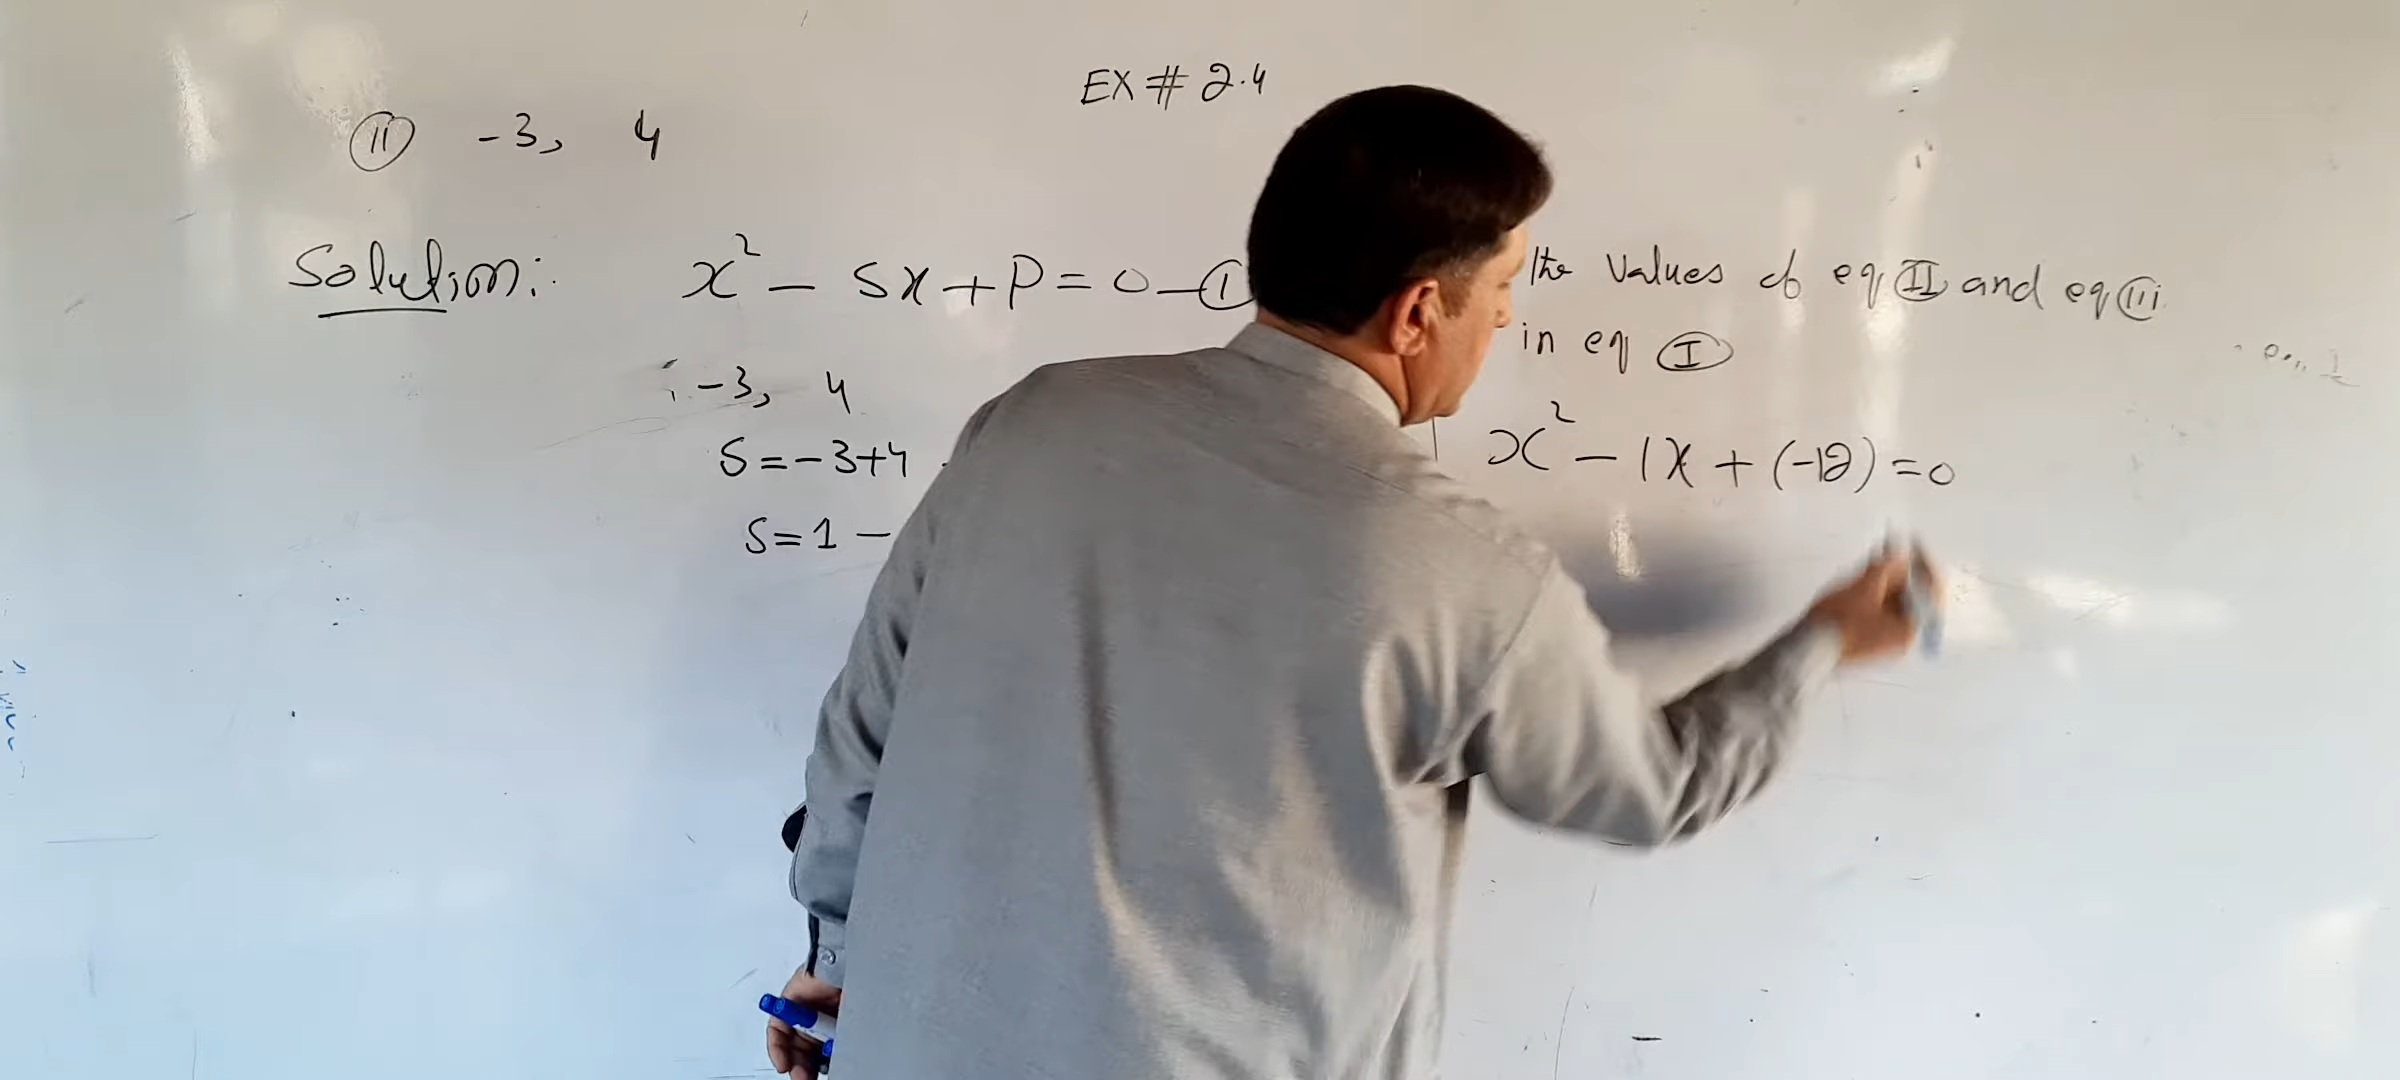 EX # 2.4
(ii) -3, 4
Solution:
x² - Sx + P = 0 - (I)
-3, 4
S = -3+4
S = 1 -
the values of eq (II) and eq (iii)
in eq (I)
x² - 1x + (-12) = 0